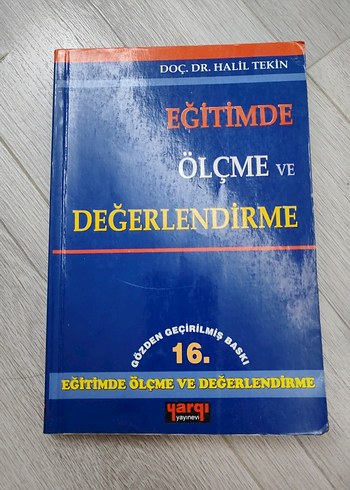 DOÇ. DR. HALİL TEKİN
EĞİTİMDE
ÖLÇME VE
DEĞERLENDİRME
GÖZDEN GEÇİRİLMİŞ BASKI
16.
EĞİTİMDE ÖLÇME VE DEĞERLENDİRME
yargı
yayınevi